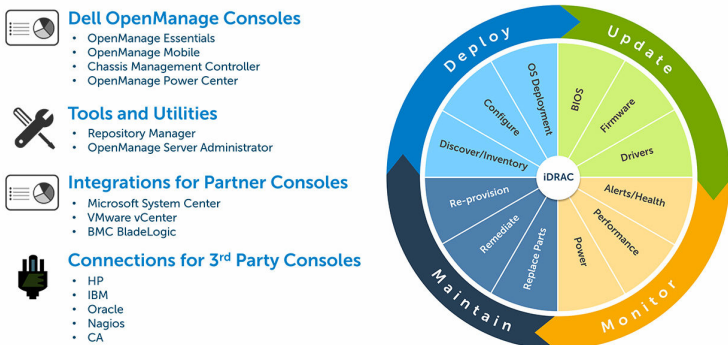 Dell OpenManage Consoles
• OpenManage Essentials
• OpenManage Mobile
• Chassis Management Controller
• OpenManage Power Center
Tools and Utilities
• Repository Manager
• OpenManage Server Administrator
Integrations for Partner Consoles
• Microsoft System Center
• VMware vCenter
• BMC BladeLogic
Connections for 3rd Party Consoles
• HP
• IBM
• Oracle
• Nagios
• CA
Deploy
Update
Monitor
Maintain
Discover/Inventory
Configure
OS Deployment
BIOS
Firmware
Drivers
Alerts/Health
Performance
Power
Replace Parts
Remediate
Re-provision
iDRAC